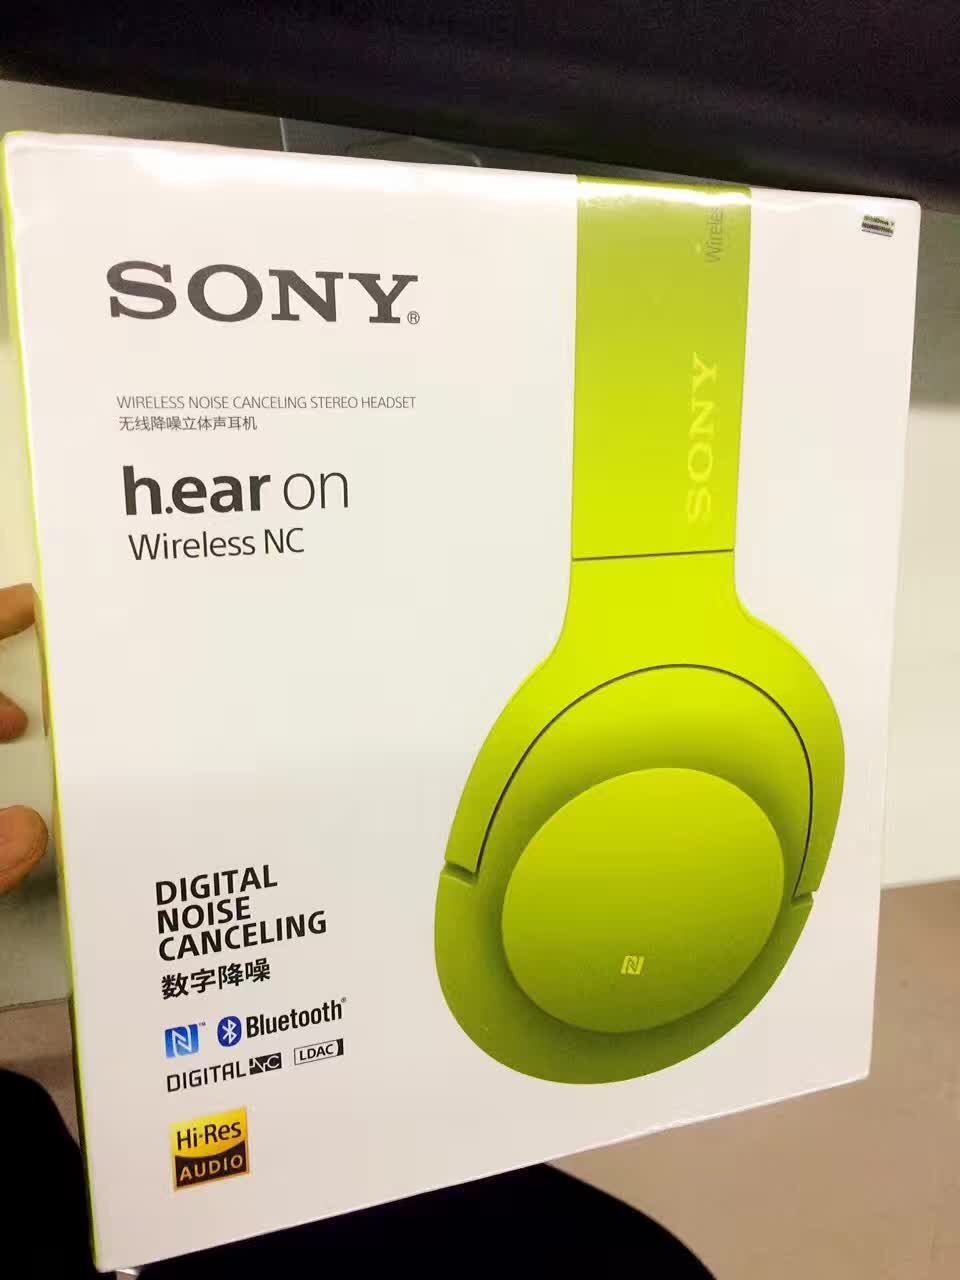 SONY®
WIRELESS NOISE CANCELING STEREO HEADSET
无线降噪立体声耳机
h.ear on
Wireless NC
Wireless
SONY
DIGITAL
NOISE
CANCELING
数字降噪
N™ Bluetooth®
DIGITAL NC LDAC
Hi-Res
AUDIO